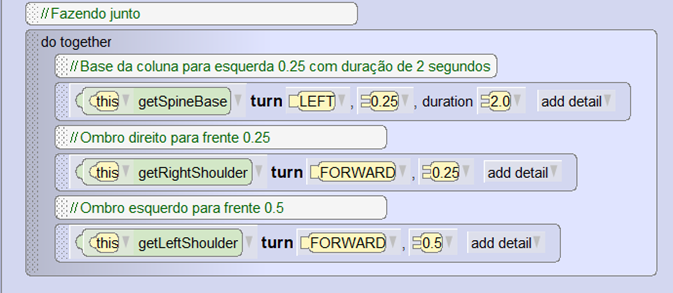 //Fazendo junto
do together
//Base da coluna para esquerda 0.25 com duração de 2 segundos
this getSpineBase turn LEFT , 0.25 , duration 2.0 add detail
//Ombro direito para frente 0.25
this getRightShoulder turn FORWARD , 0.25 add detail
//Ombro esquerdo para frente 0.5
this getLeftShoulder turn FORWARD , 0.5 add detail